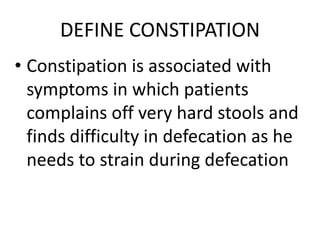 DEFINE CONSTIPATION
• Constipation is associated with
symptoms in which patients
complains off very hard stools and
finds difficulty in defecation as he
needs to strain during defecation